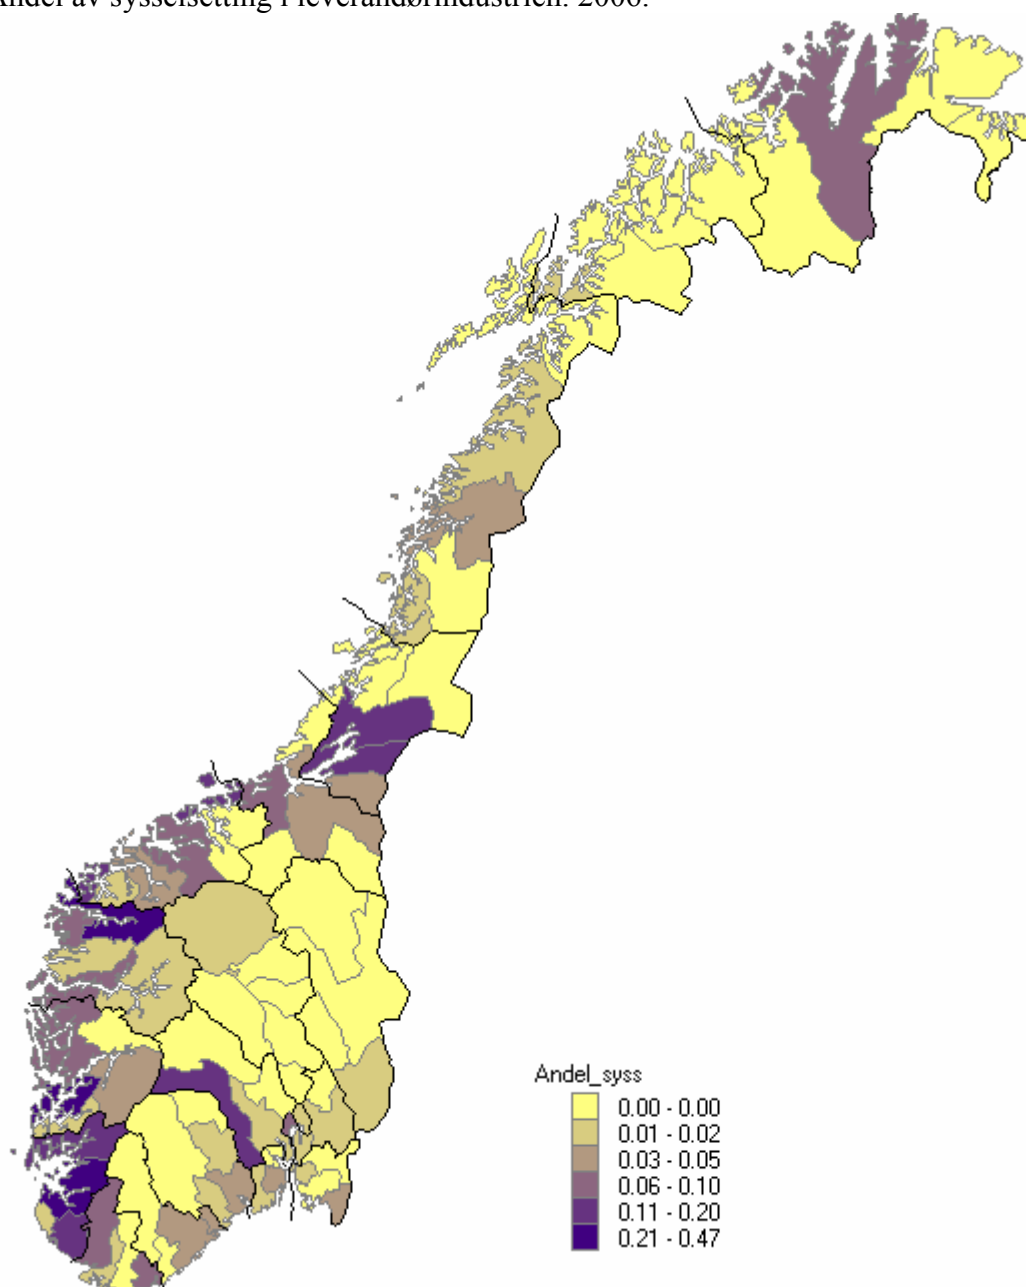 Andel av sysselsetting i leverandørindustrien. 2006.
Andel_syss
0.00 - 0.00
0.01 - 0.02
0.03 - 0.05
0.06 - 0.10
0.11 - 0.20
0.21 - 0.47